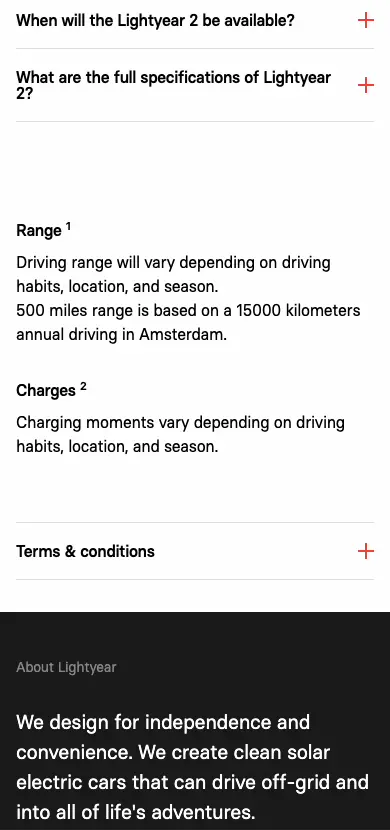 When will the Lightyear 2 be available?
What are the full specifications of Lightyear
2?
Range 1
Driving range will vary depending on driving
habits, location, and season.
500 miles range is based on a 15000 kilometers
annual driving in Amsterdam.
Charges 2
Charging moments vary depending on driving
habits, location, and season.
Terms & conditions
About Lightyear
We design for independence and
convenience. We create clean solar
electric cars that can drive off-grid and
into all of life's adventures.